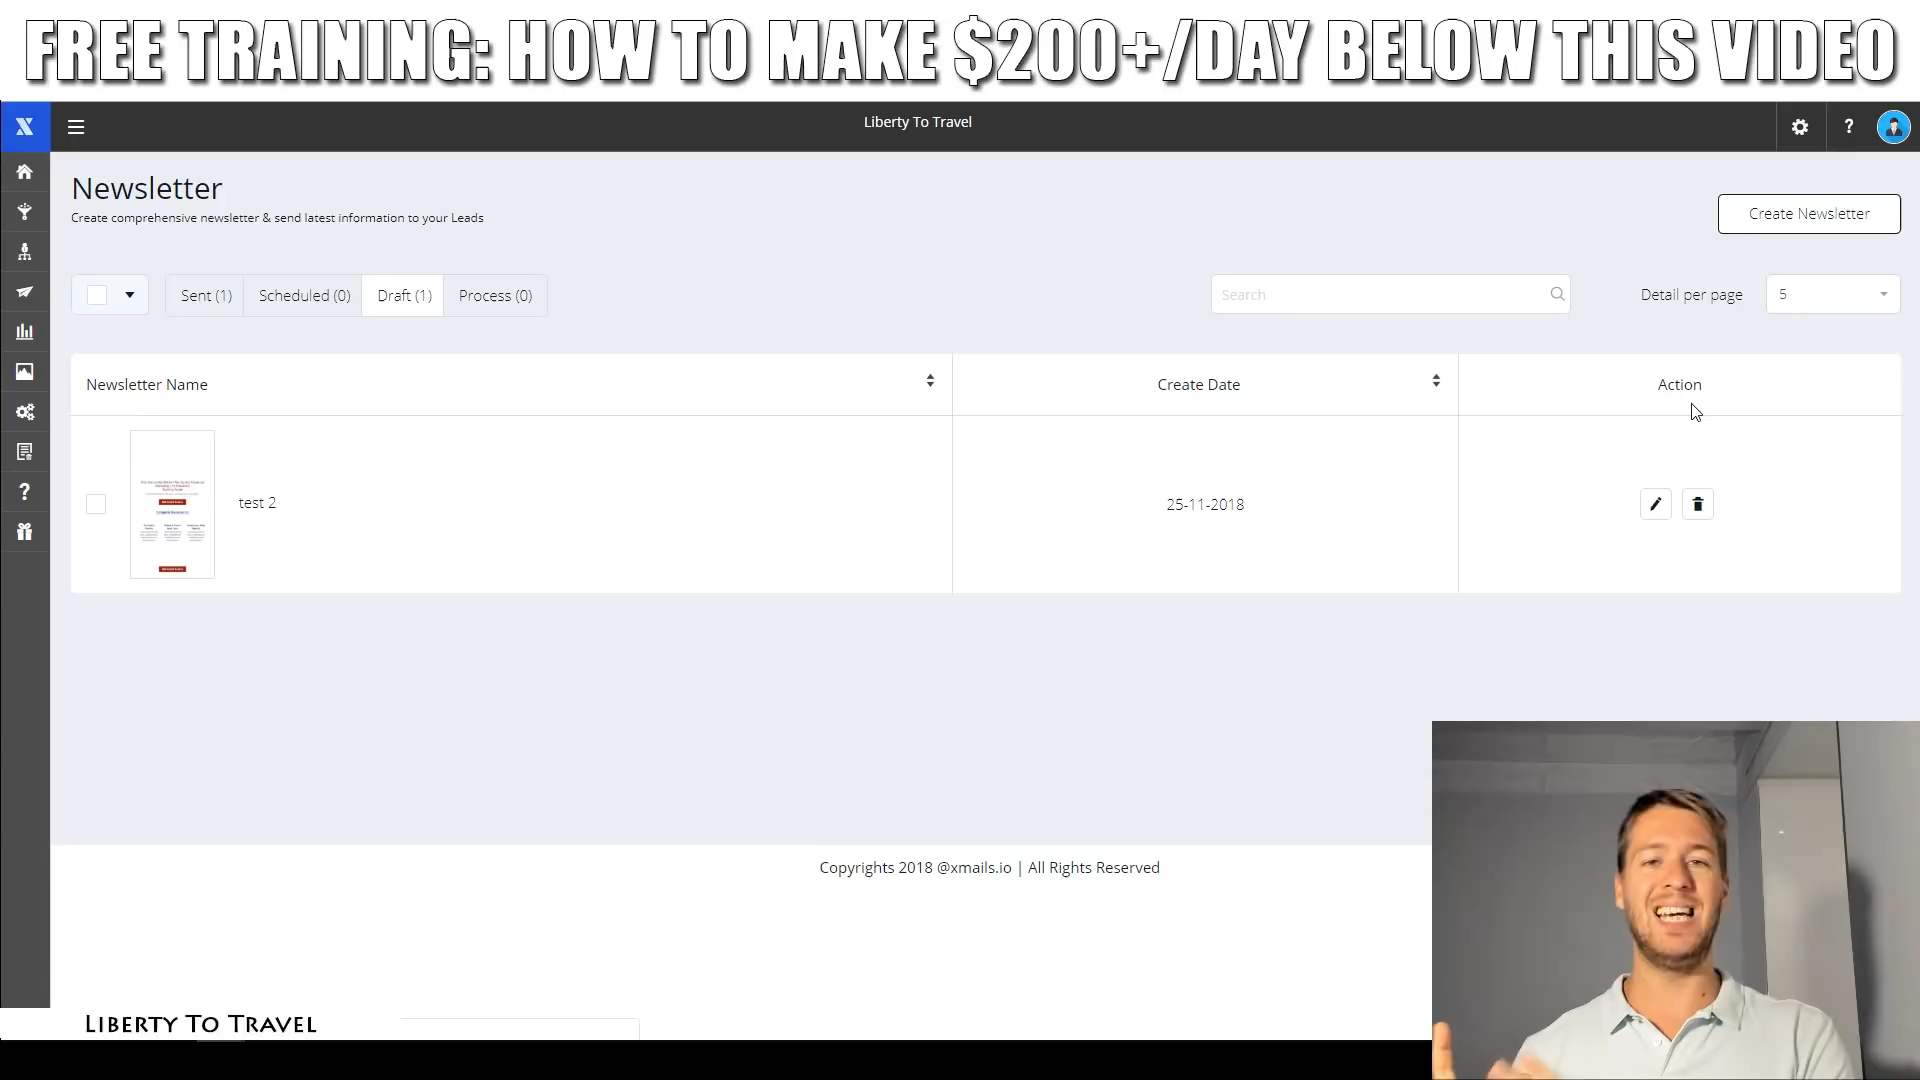 FREE TRAINING: HOW TO MAKE $200+/DAY BELOW THIS VIDEO
Liberty To Travel
?
Newsletter
Create comprehensive newsletter & send latest information to your Leads
Create Newsletter
Sent (1) Scheduled (0) Draft (1) Process (0)
Search
Detail per page 5
Newsletter Name Create Date Action
test 2 25-11-2018
?
Copyrights 2018 @xmails.io | All Rights Reserved
LIBERTY TO TRAVEL